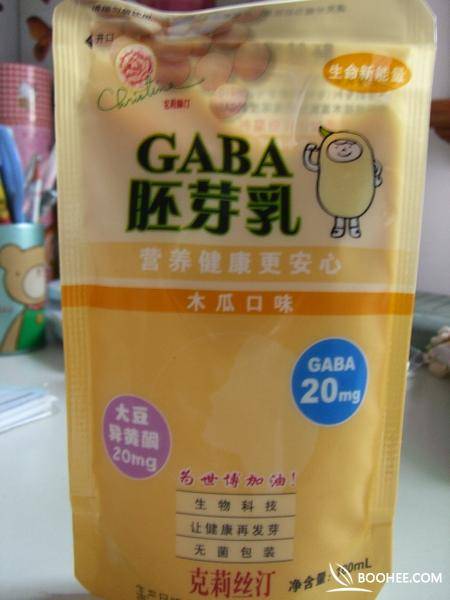 开口
Christine
克莉丝汀
生命新能量
GABA
胚芽乳
营养健康更安心
木瓜口味
GABA
20mg
大豆
异黄酮
20mg
为世博加油!
生物科技
让健康再发芽
无菌包装
克莉丝汀
净含量:
mL
BOOHEE.COM